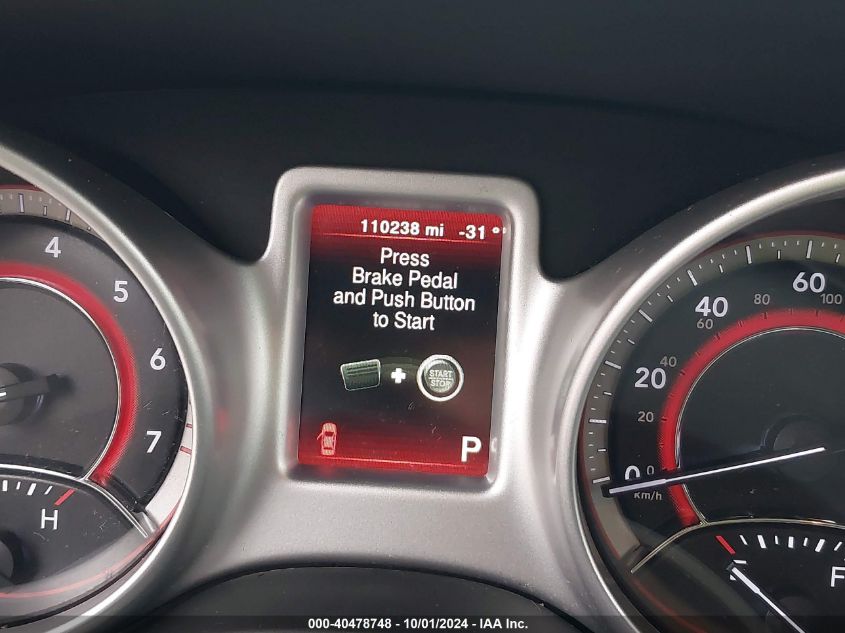 110238 mi -31°
Press
Brake Pedal
and Push Button
to Start
START
STOP
P
4
5
6
7
H
0
20
40
60
0
20
40
60
80
100
km/h
F
000-40478748 - 10/01/2024 - IAA Inc.